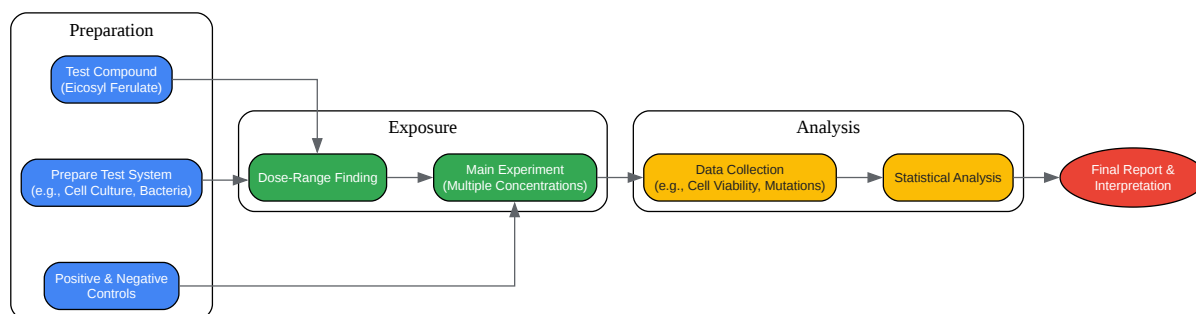 Preparation
Test Compound
(Eicosyl Ferulate)
Prepare Test System
(e.g., Cell Culture, Bacteria)
Positive & Negative
Controls
Exposure
Dose-Range Finding
Main Experiment
(Multiple Concentrations)
Analysis
Data Collection
(e.g., Cell Viability, Mutations)
Statistical Analysis
Final Report &
Interpretation